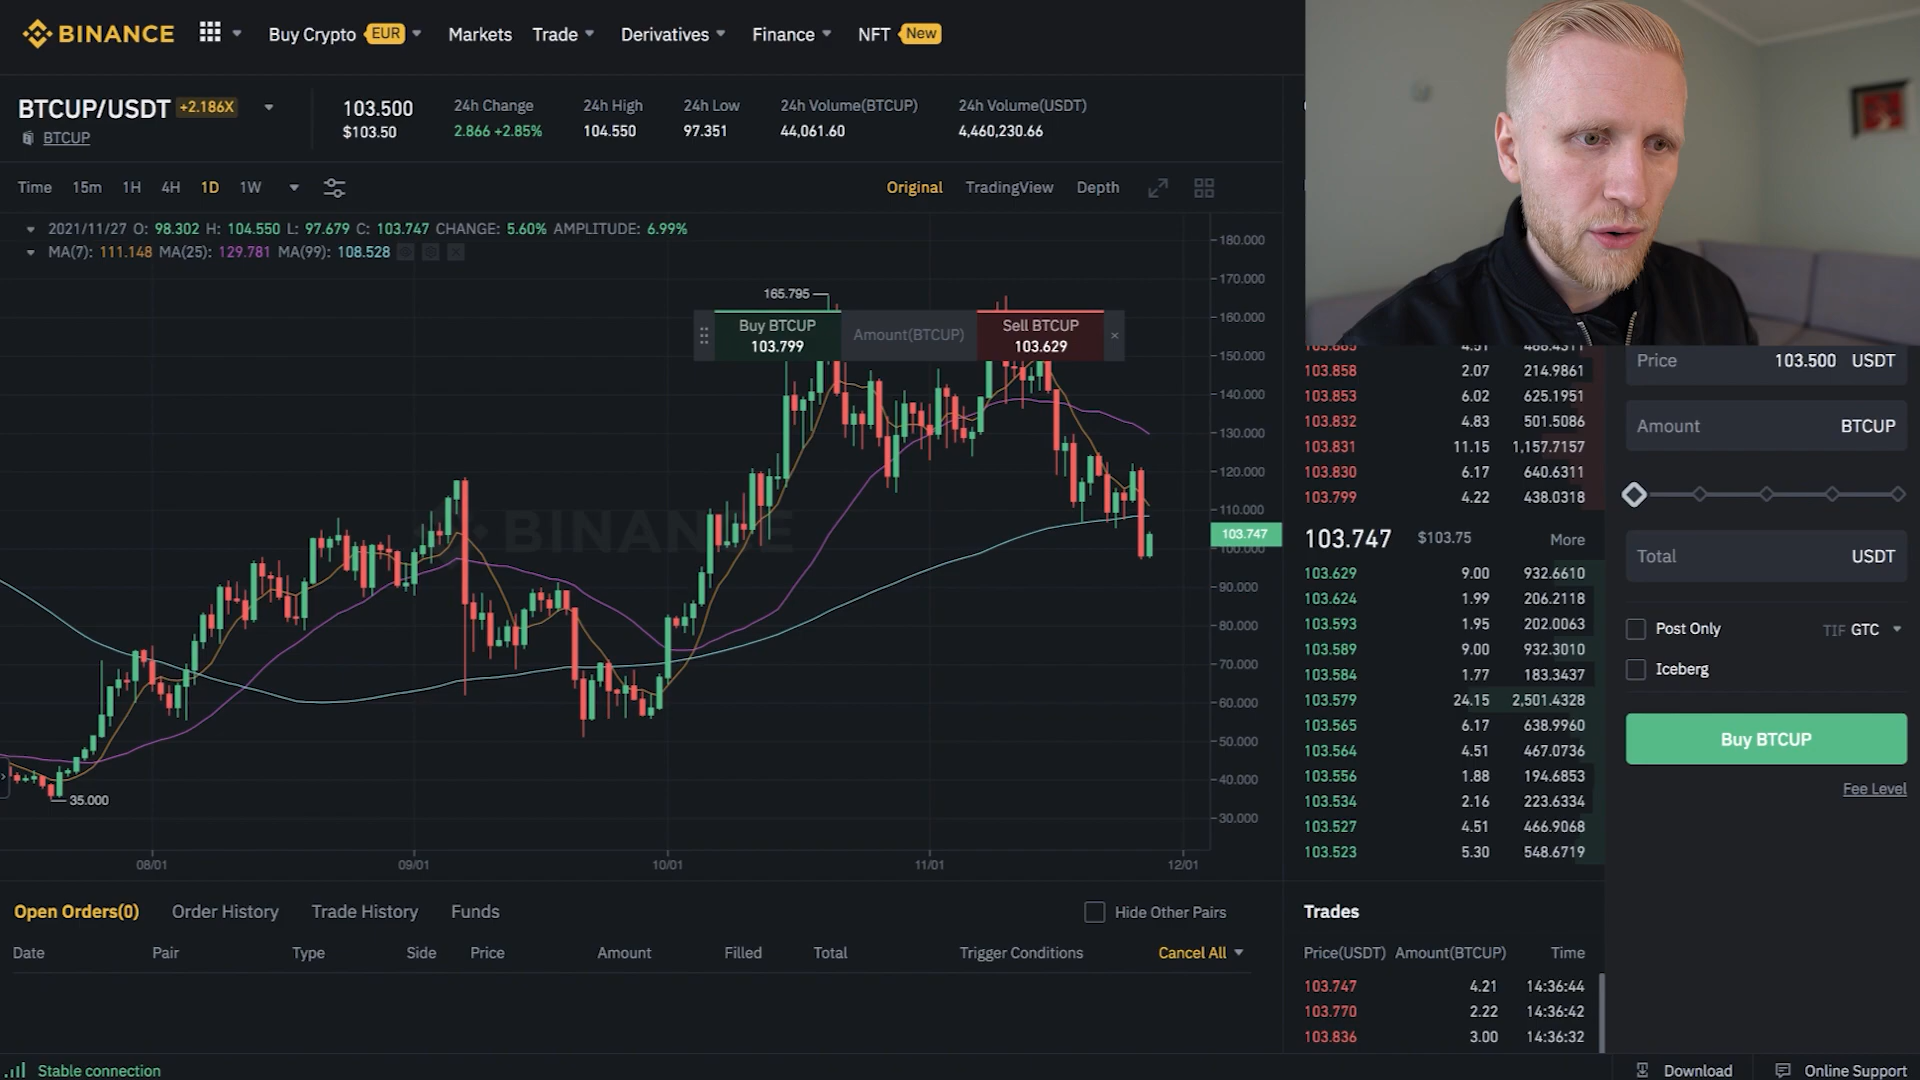 BINANCE
Buy Crypto EUR
Markets
Trade
Derivatives
Finance
NFT New
BTCUP/USDT +2.186X
BTCUP
103.500
$103.50
24h Change
2.866 +2.85%
24h High
104.550
24h Low
97.351
24h Volume(BTCUP)
44,061.60
24h Volume(USDT)
4,460,230.66
Time 15m 1H 4H 1D 1W
Original TradingView Depth
2021/11/27 O: 98.302 H: 104.550 L: 97.679 C: 103.747 CHANGE: 5.60% AMPLITUDE: 6.99%
MA(7): 111.148 MA(25): 129.781 MA(99): 108.528
165.795
Buy BTCUP
103.799
Amount(BTCUP)
Sell BTCUP
103.629
×
BINANCE
35.000
180.000
170.000
160.000
150.000
140.000
130.000
120.000
110.000
103.747
100.000
90.000
80.000
70.000
60.000
50.000
40.000
30.000
08/01 09/01 10/01 11/01 12/01
103.858 2.07 214.9861
103.853 6.02 625.1951
103.832 4.83 501.5086
103.831 11.15 1,157.7157
103.830 6.17 640.6311
103.799 4.22 438.0318
103.747 $103.75 More
103.629 9.00 932.6610
103.624 1.99 206.2118
103.593 1.95 202.0063
103.589 9.00 932.3010
103.584 1.77 183.3437
103.579 24.15 2,501.4328
103.565 6.17 638.9960
103.564 4.51 467.0736
103.556 1.88 194.6853
103.534 2.16 223.6334
103.527 4.51 466.9068
103.523 5.30 548.6719
Price 103.500 USDT
Amount BTCUP
Total USDT
Post Only TIF GTC
Iceberg
Buy BTCUP
Fee Level
Open Orders(0) Order History Trade History Funds
Hide Other Pairs
Date Pair Type Side Price Amount Filled Total Trigger Conditions Cancel All
Trades
Price(USDT) Amount(BTCUP) Time
103.747 4.21 14:36:44
103.770 2.22 14:36:42
103.836 3.00 14:36:32
Stable connection
Download
Online Support